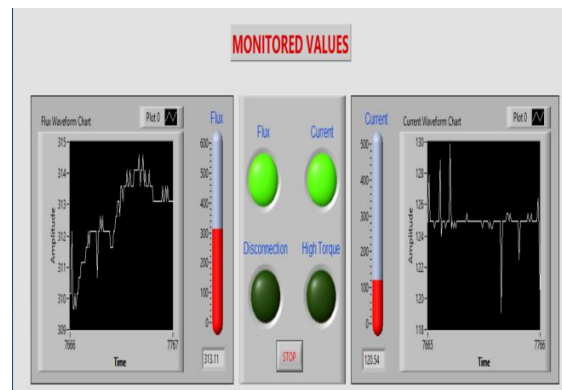 MONITORED VALUES
Flux Waveform Chart
Plot 0
Amplitude
315
314
313
312
311
310
309
7666
7767
Time
Flux
600
500
400
300
200
100
0
313.11
Flux
Current
Disconnection
High Torque
STOP
Current
500
400
300
200
100
0
120.54
Current Waveform Chart
Plot 0
Amplitude
130
128
126
124
122
120
118
7665
7766
Time